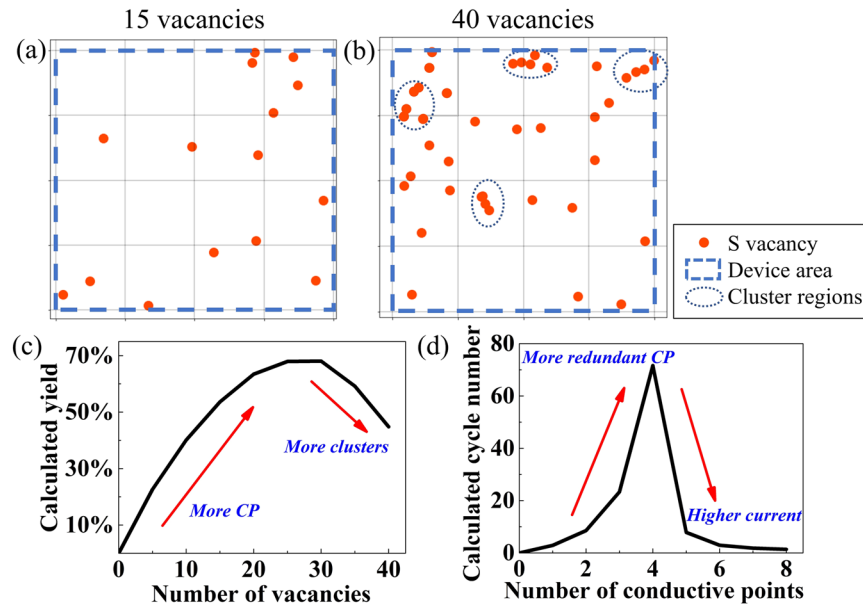 15 vacancies
40 vacancies
(a)
(b)
S vacancy
Device area
Cluster regions
(c)
70%
50%
30%
10%
Calculated yield
More clusters
More CP
0 10 20 30 40
Number of vacancies
(d)
80
60
40
20
0
Calculated cycle number
More redundant CP
Higher current
0 2 4 6 8
Number of conductive points